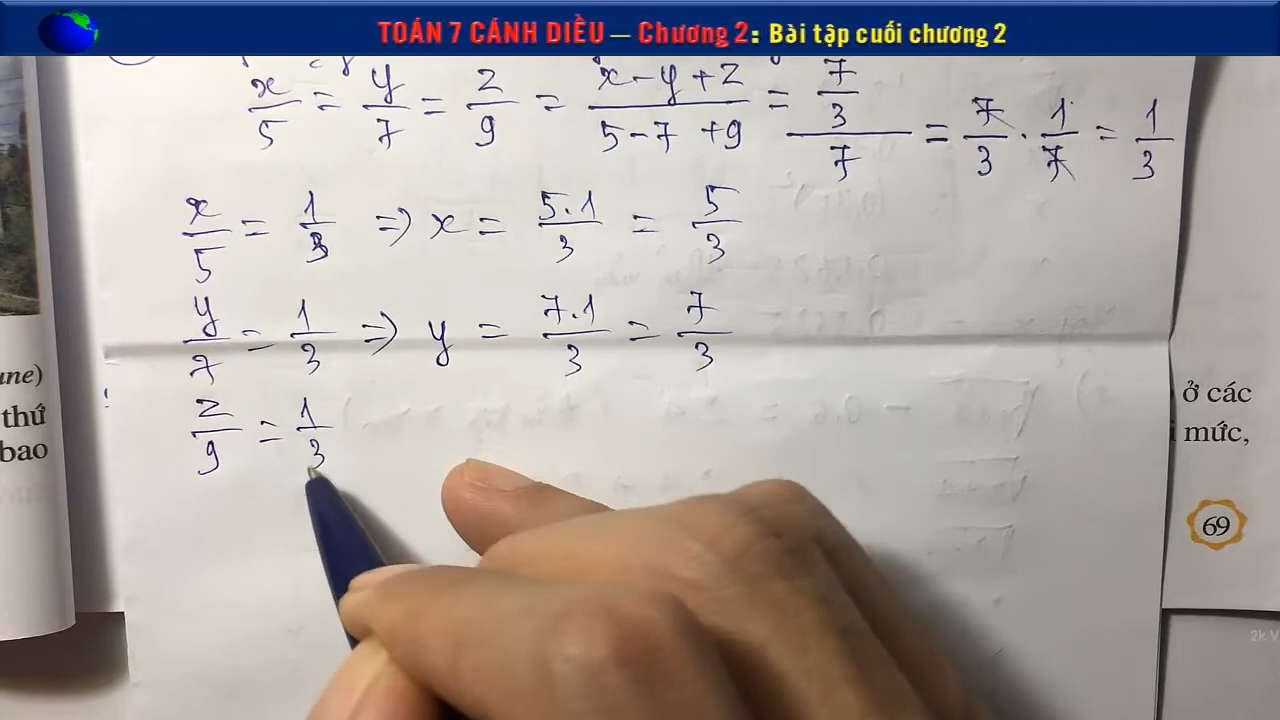 TOÁN 7 CÁNH DIỀU — Chương 2: Bài tập cuối chương 2
x/5 = y/7 = z/9 = (x-y+z)/(5-7+9) = (7/3)/7 = 7/3 . 1/7 = 1/3
x/5 = 1/3 => x = 5.1/3 = 5/3
y/7 = 1/3 => y = 7.1/3 = 7/3
z/9 = 1/3
thứ
bao
ở các
mức,
69